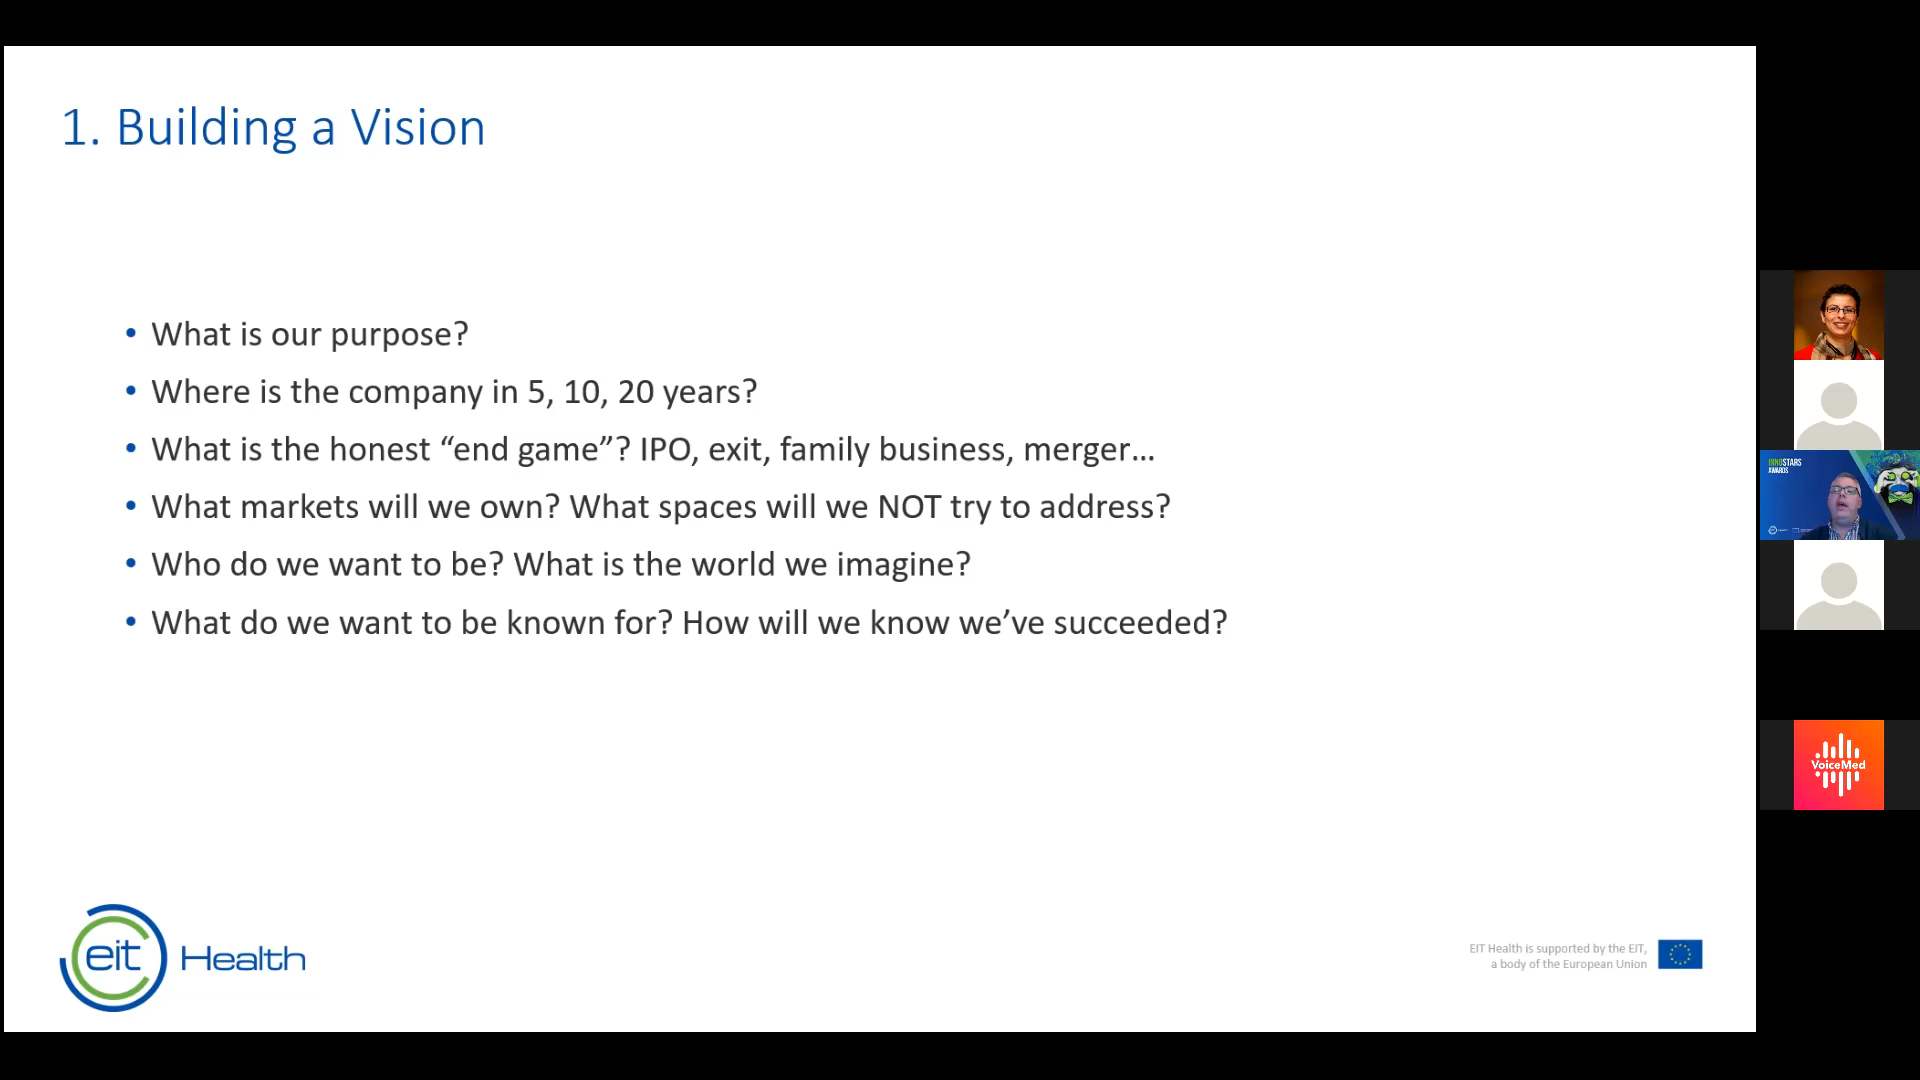 1. Building a Vision
• What is our purpose?
• Where is the company in 5, 10, 20 years?
• What is the honest “end game”? IPO, exit, family business, merger…
• What markets will we own? What spaces will we NOT try to address?
• Who do we want to be? What is the world we imagine?
• What do we want to be known for? How will we know we’ve succeeded?
eit Health
EIT Health is supported by the EIT,
a body of the European Union
INNOSTARS
AWARDS
VoiceMed